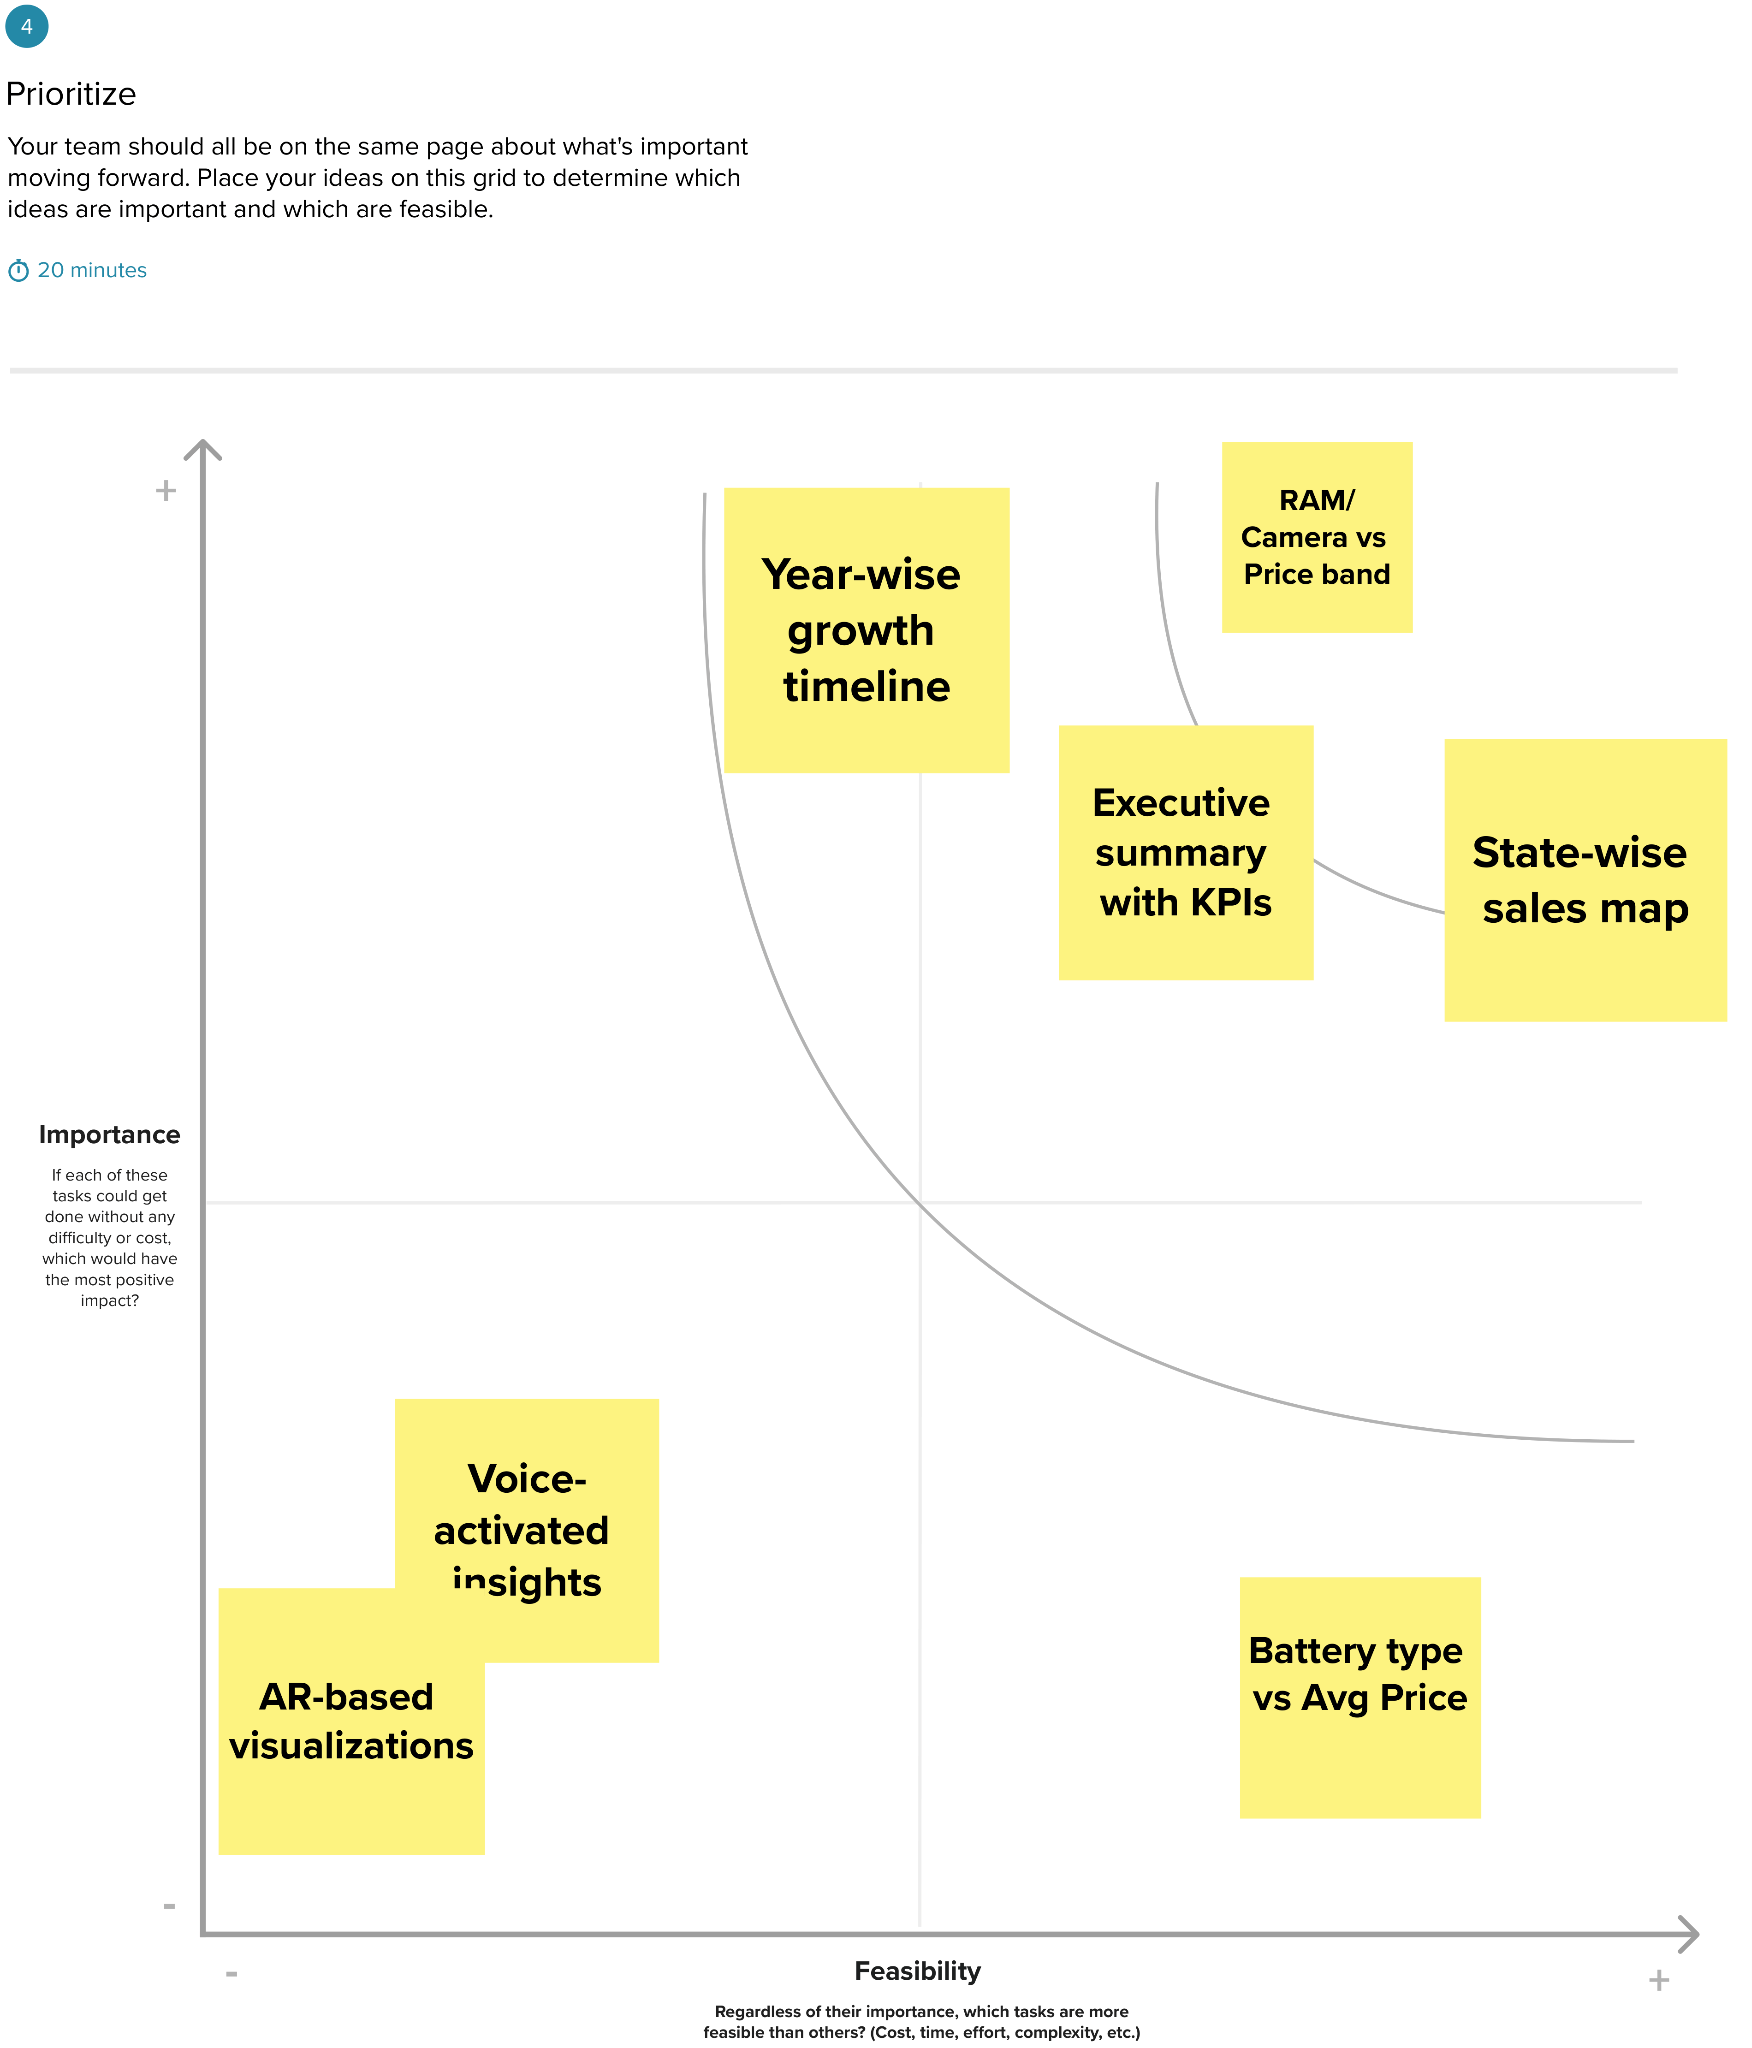 4
Prioritize
Your team should all be on the same page about what's important
moving forward. Place your ideas on this grid to determine which
ideas are important and which are feasible.
20 minutes
+
RAM/
Camera vs
Price band
Year-wise
growth
timeline
Executive
summary
with KPIs
State-wise
sales map
Importance
If each of these
tasks could get
done without any
difficulty or cost,
which would have
the most positive
impact?
Voice-
activated
insights
AR-based
visualizations
Battery type
vs Avg Price
-
-
Feasibility
+
Regardless of their importance, which tasks are more
feasible than others? (Cost, time, effort, complexity, etc.)